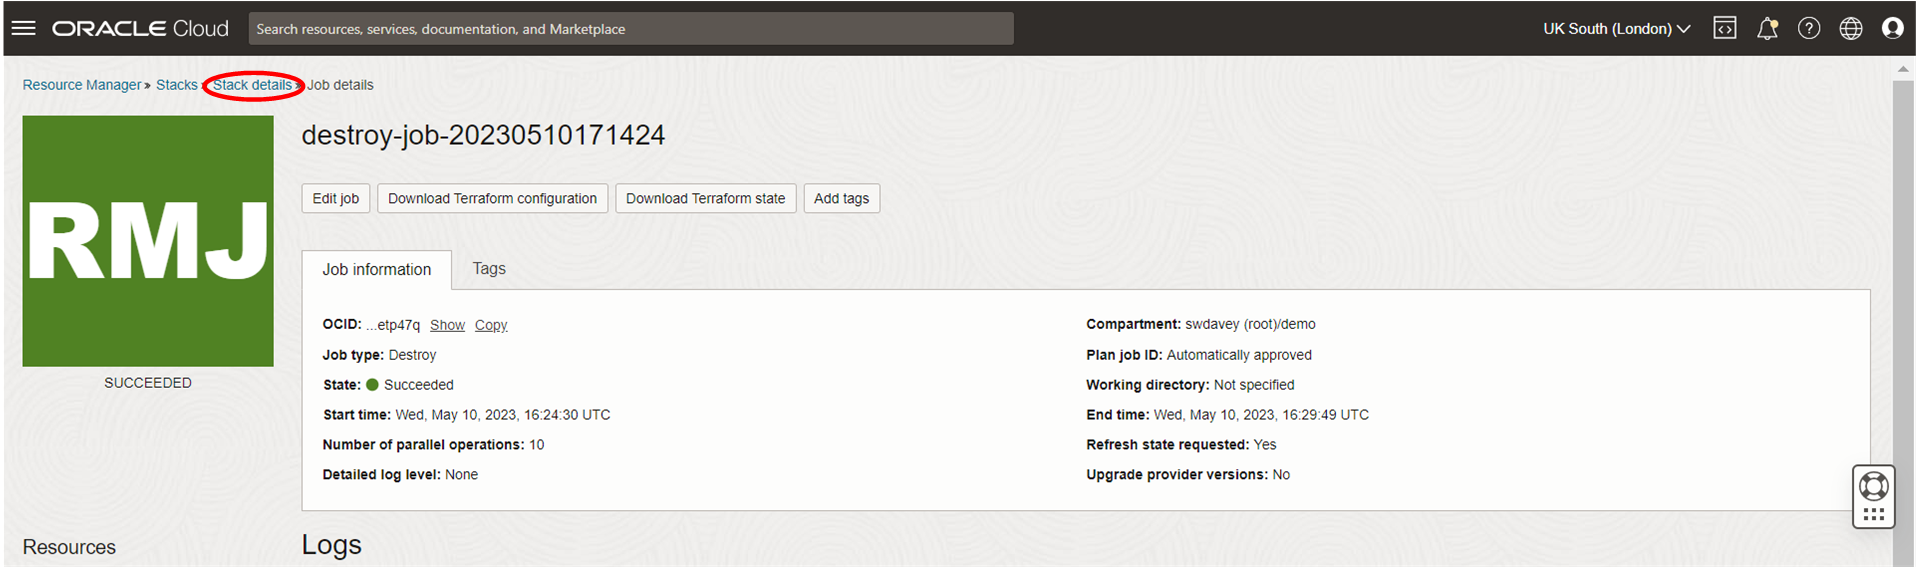 ORACLE Cloud
Search resources, services, documentation, and Marketplace
UK South (London)
Resource Manager » Stacks » Stack details » Job details
RMJ
SUCCEEDED
destroy-job-20230510171424
Edit job
Download Terraform configuration
Download Terraform state
Add tags
Job information
Tags
OCID: ...etp47q Show Copy
Job type: Destroy
State: Succeeded
Start time: Wed, May 10, 2023, 16:24:30 UTC
Number of parallel operations: 10
Detailed log level: None
Compartment: swdavey (root)/demo
Plan job ID: Automatically approved
Working directory: Not specified
End time: Wed, May 10, 2023, 16:29:49 UTC
Refresh state requested: Yes
Upgrade provider versions: No
Resources
Logs